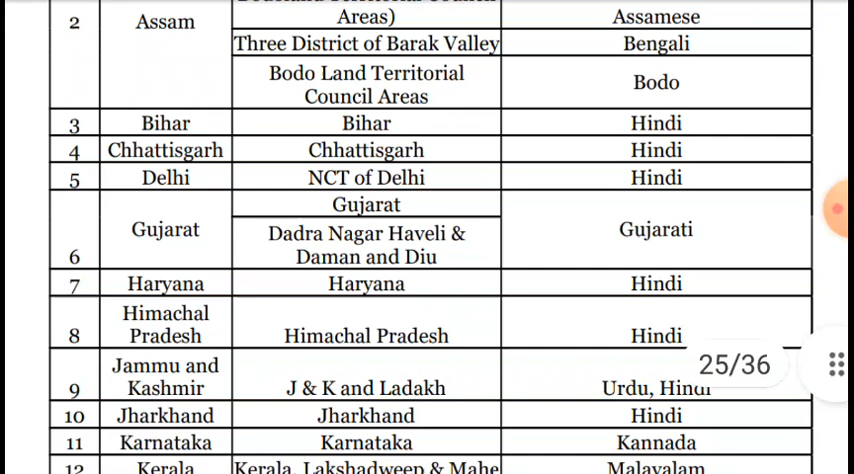 Areas)
2 Assam Assamese
Three District of Barak Valley Bengali
Bodo Land Territorial
Council Areas Bodo
3 Bihar Bihar Hindi
4 Chhattisgarh Chhattisgarh Hindi
5 Delhi NCT of Delhi Hindi
Gujarat
6 Gujarat Dadra Nagar Haveli & Gujarati
Daman and Diu
7 Haryana Haryana Hindi
Himachal
8 Pradesh Himachal Pradesh Hindi
25/36
Jammu and
9 Kashmir J & K and Ladakh Urdu, Hindi
10 Jharkhand Jharkhand Hindi
11 Karnataka Karnataka Kannada
12 Kerala Kerala, Lakshadweep & Mahe Malayalam